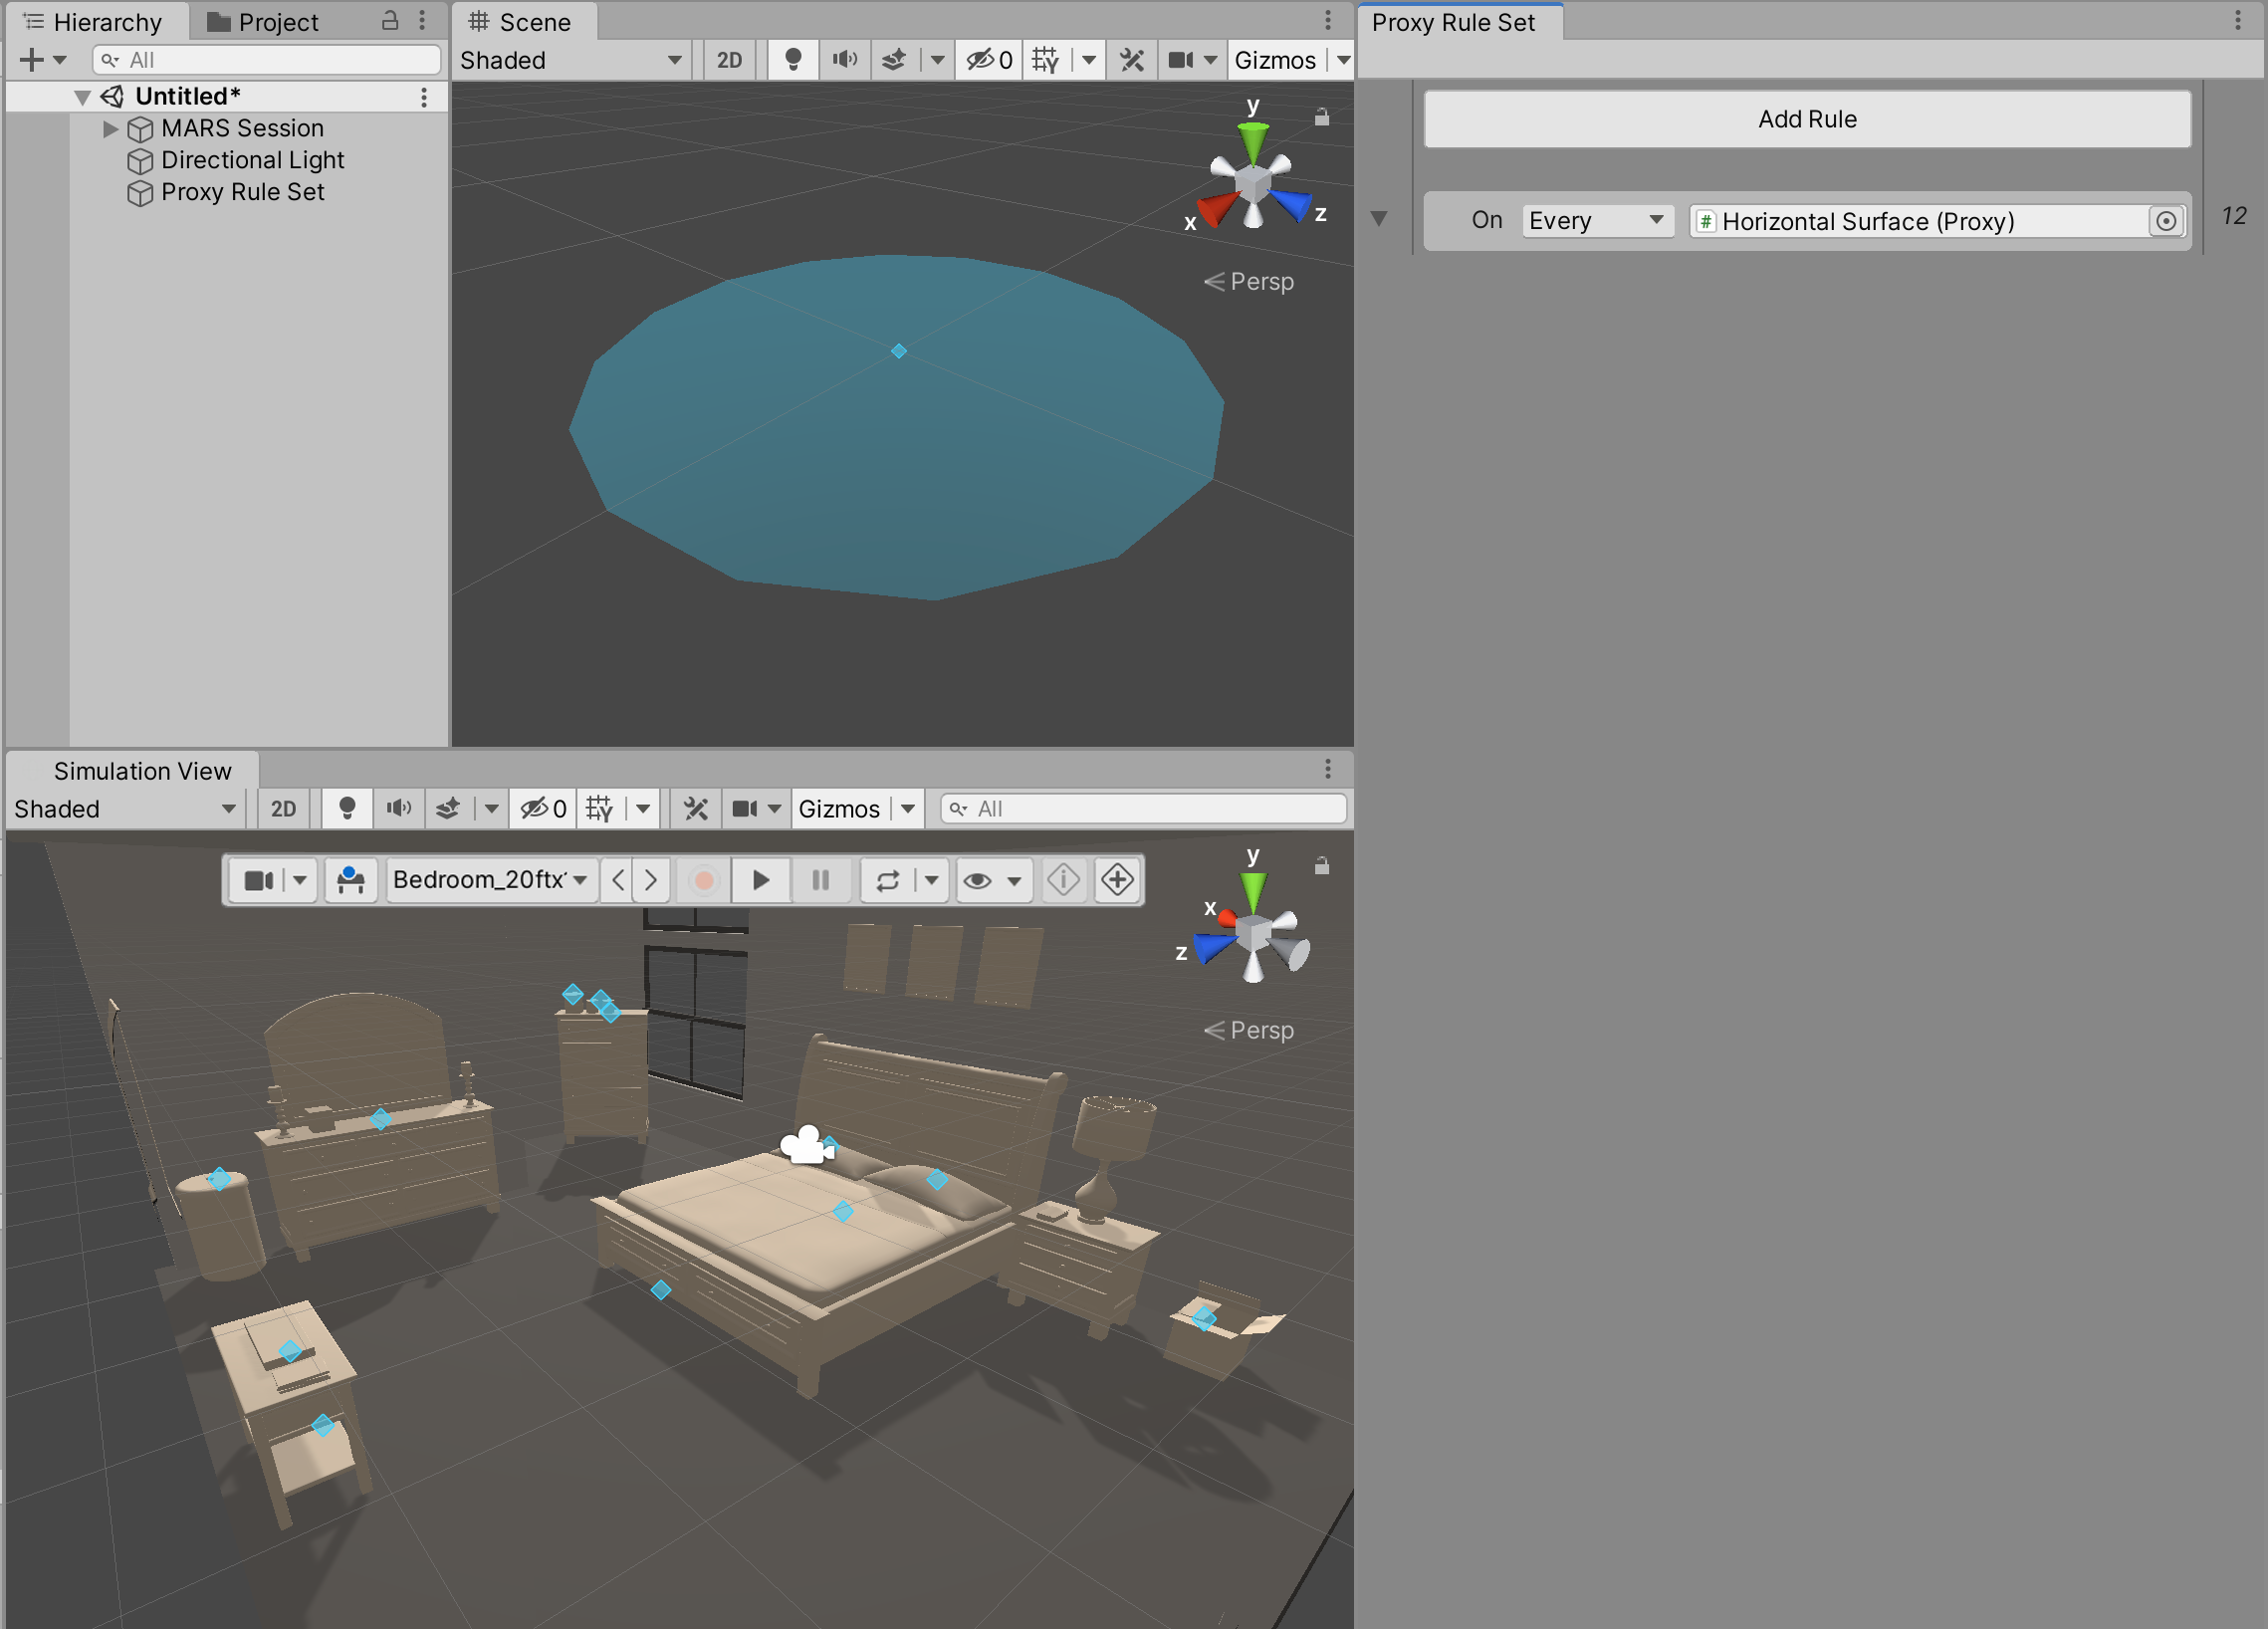 Hierarchy
Project
All
Untitled*
MARS Session
Directional Light
Proxy Rule Set
Scene
Shaded
2D
0
Gizmos
y
x
z
Persp
Proxy Rule Set
Add Rule
On
Every
# Horizontal Surface (Proxy)
12
Simulation View
Shaded
2D
0
Gizmos
All
Bedroom_20ftx
y
x
z
Persp